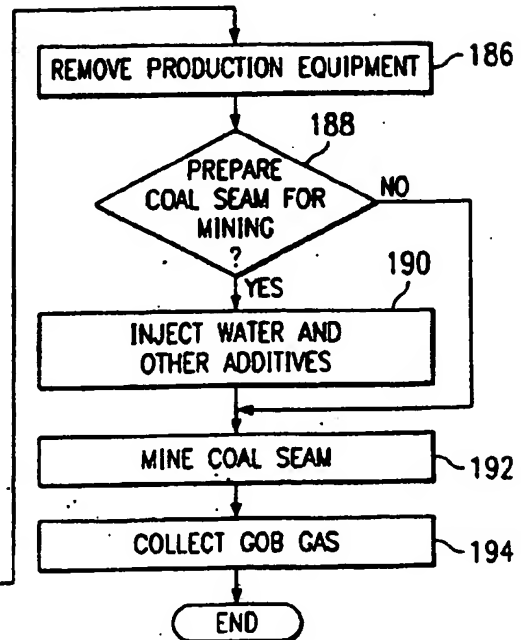 REMOVE PRODUCTION EQUIPMENT
186
188
PREPARE
COAL SEAM FOR
MINING
?
NO
YES
190
INJECT WATER AND
OTHER ADDITIVES
MINE COAL SEAM
192
COLLECT GOB GAS
194
END